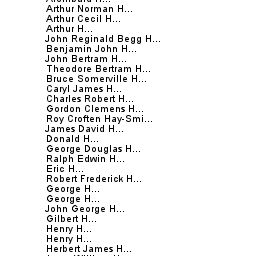 Arthur Norman H...
Arthur Cecil H...
Arthur H...
John Reginald Begg H...
Benjamin John H...
John Bertram H...
Theodore Bertram H...
Bruce Somerville H...
Caryl James H...
Charles Robert H...
Gordon Clemens H...
Roy Croften Hay-Smi...
James David H...
Donald H...
George Douglas H...
Ralph Edwin H...
Eric H...
Robert Frederick H...
George H...
George H...
John George H...
Gilbert H...
Henry H...
Henry H...
Herbert James H...